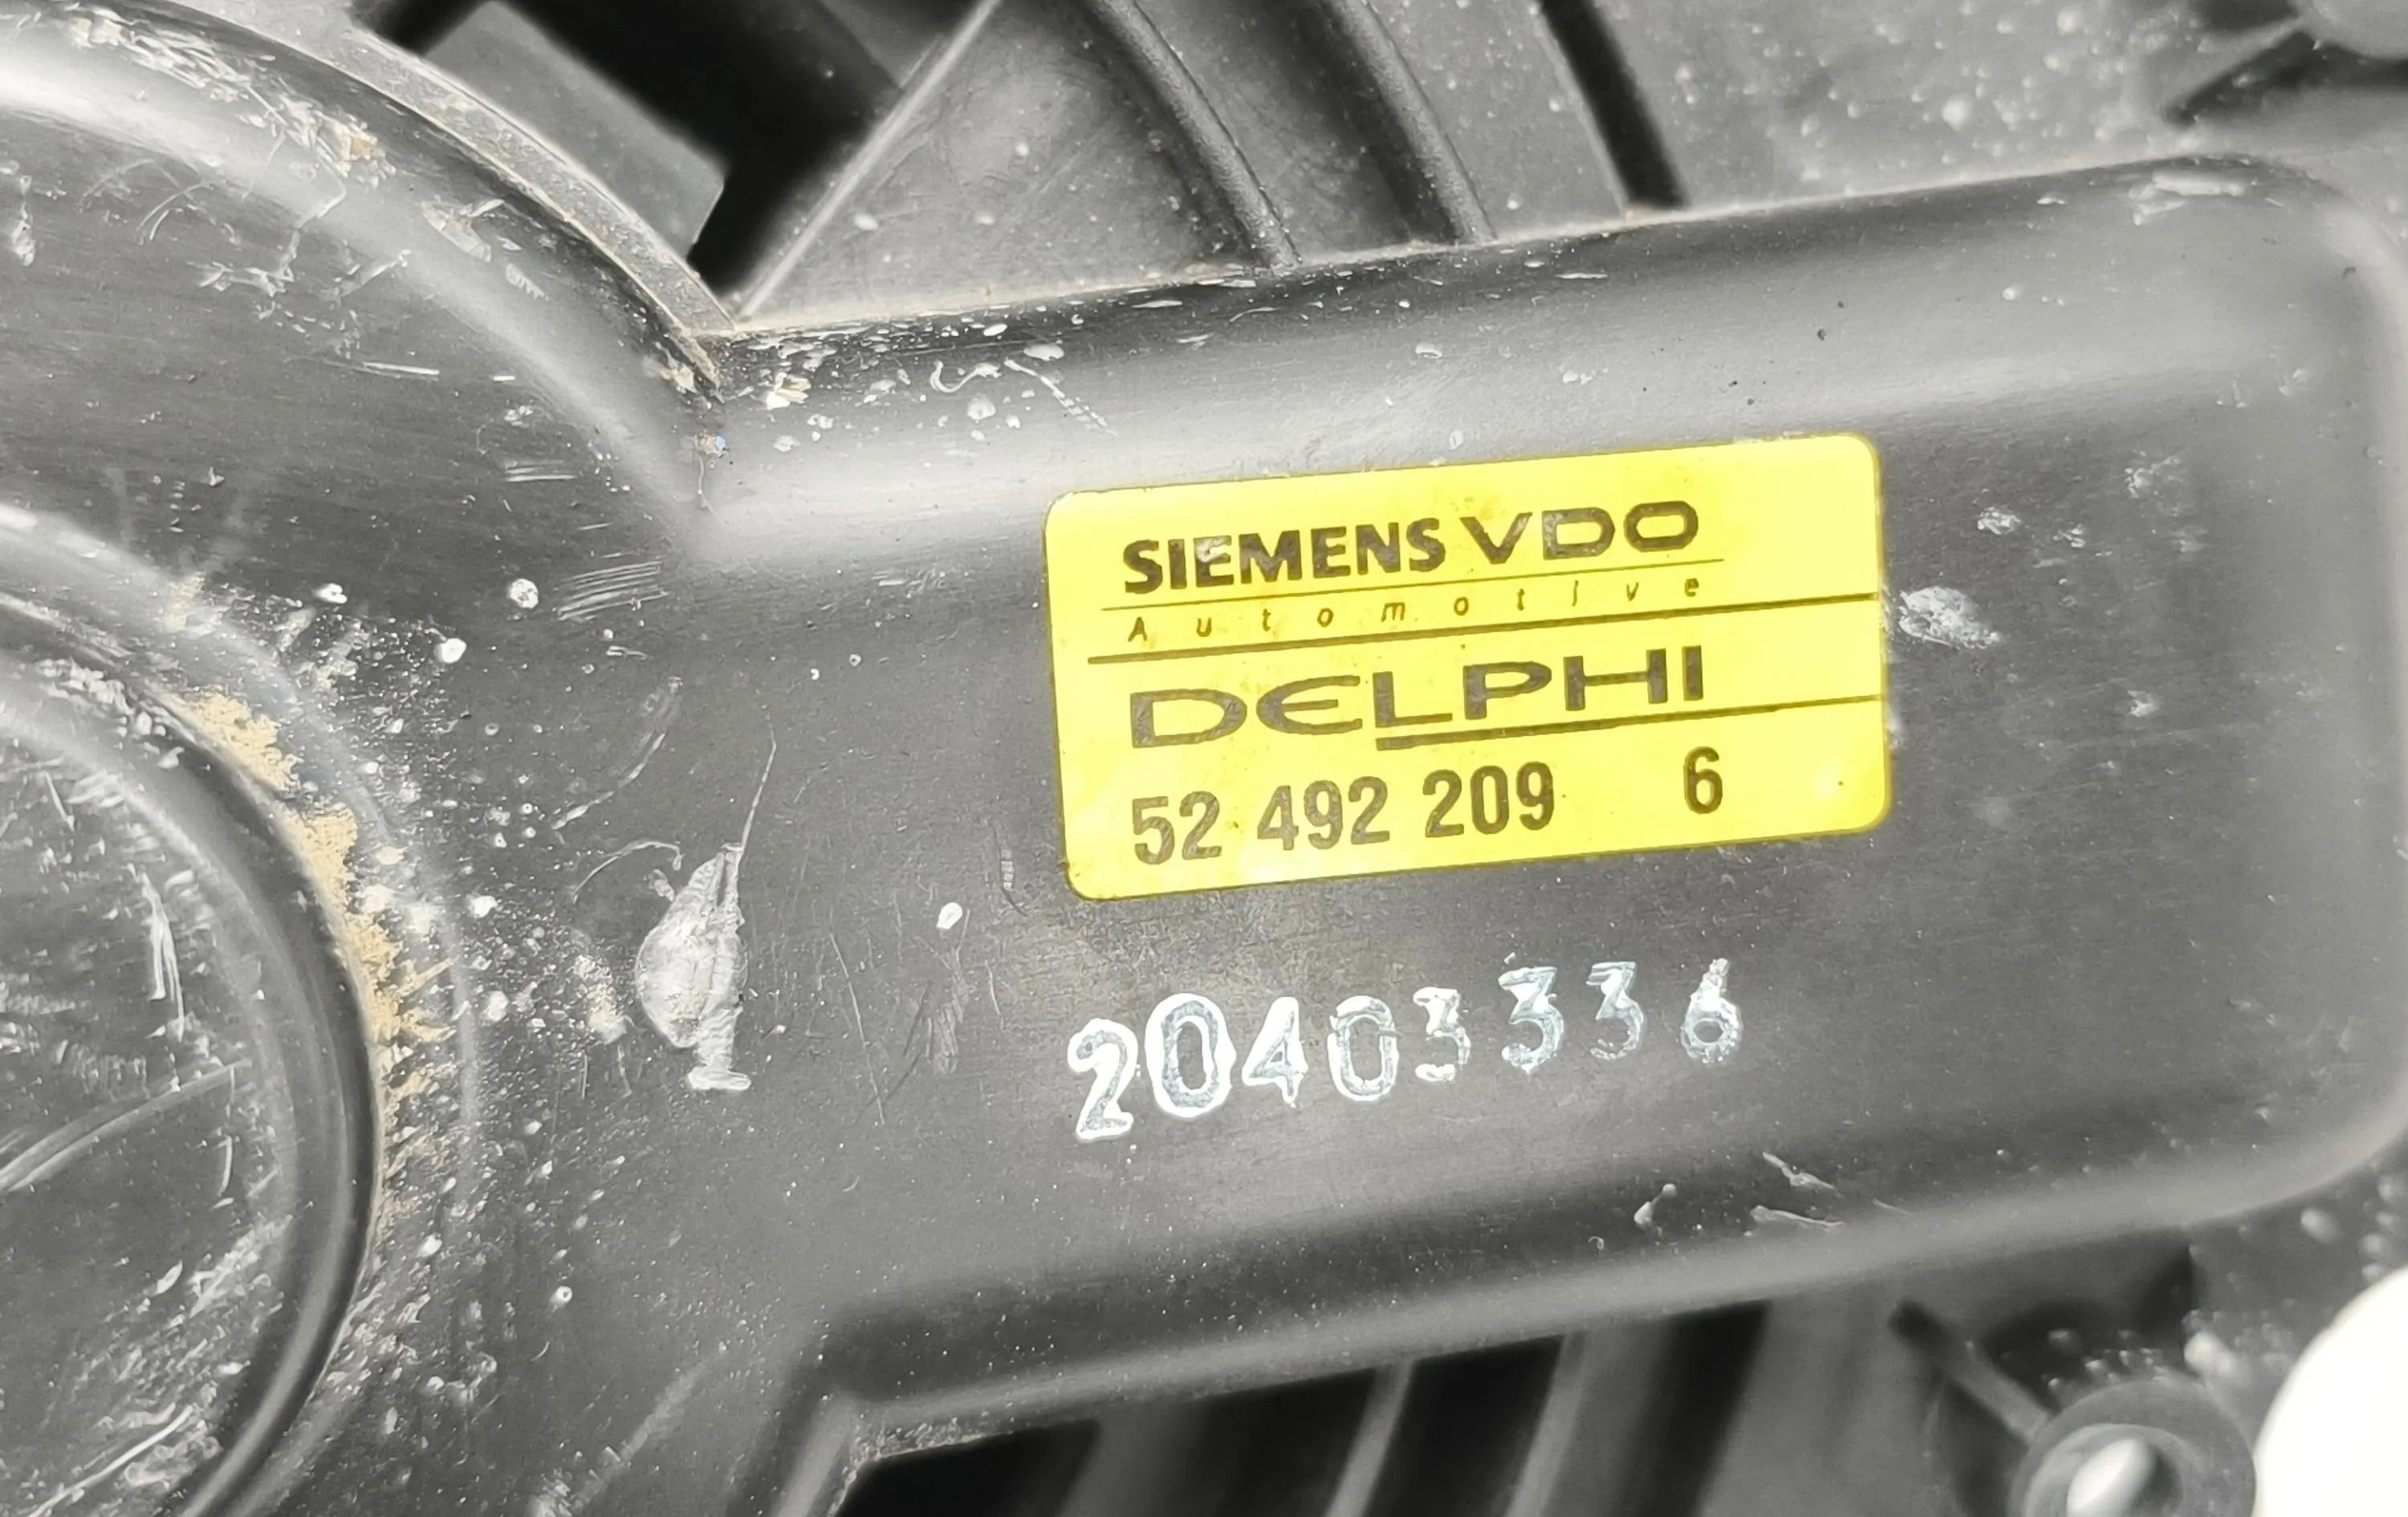 SIEMENS VDO
Automotive
DELPHI
52 492 209 6
20403336